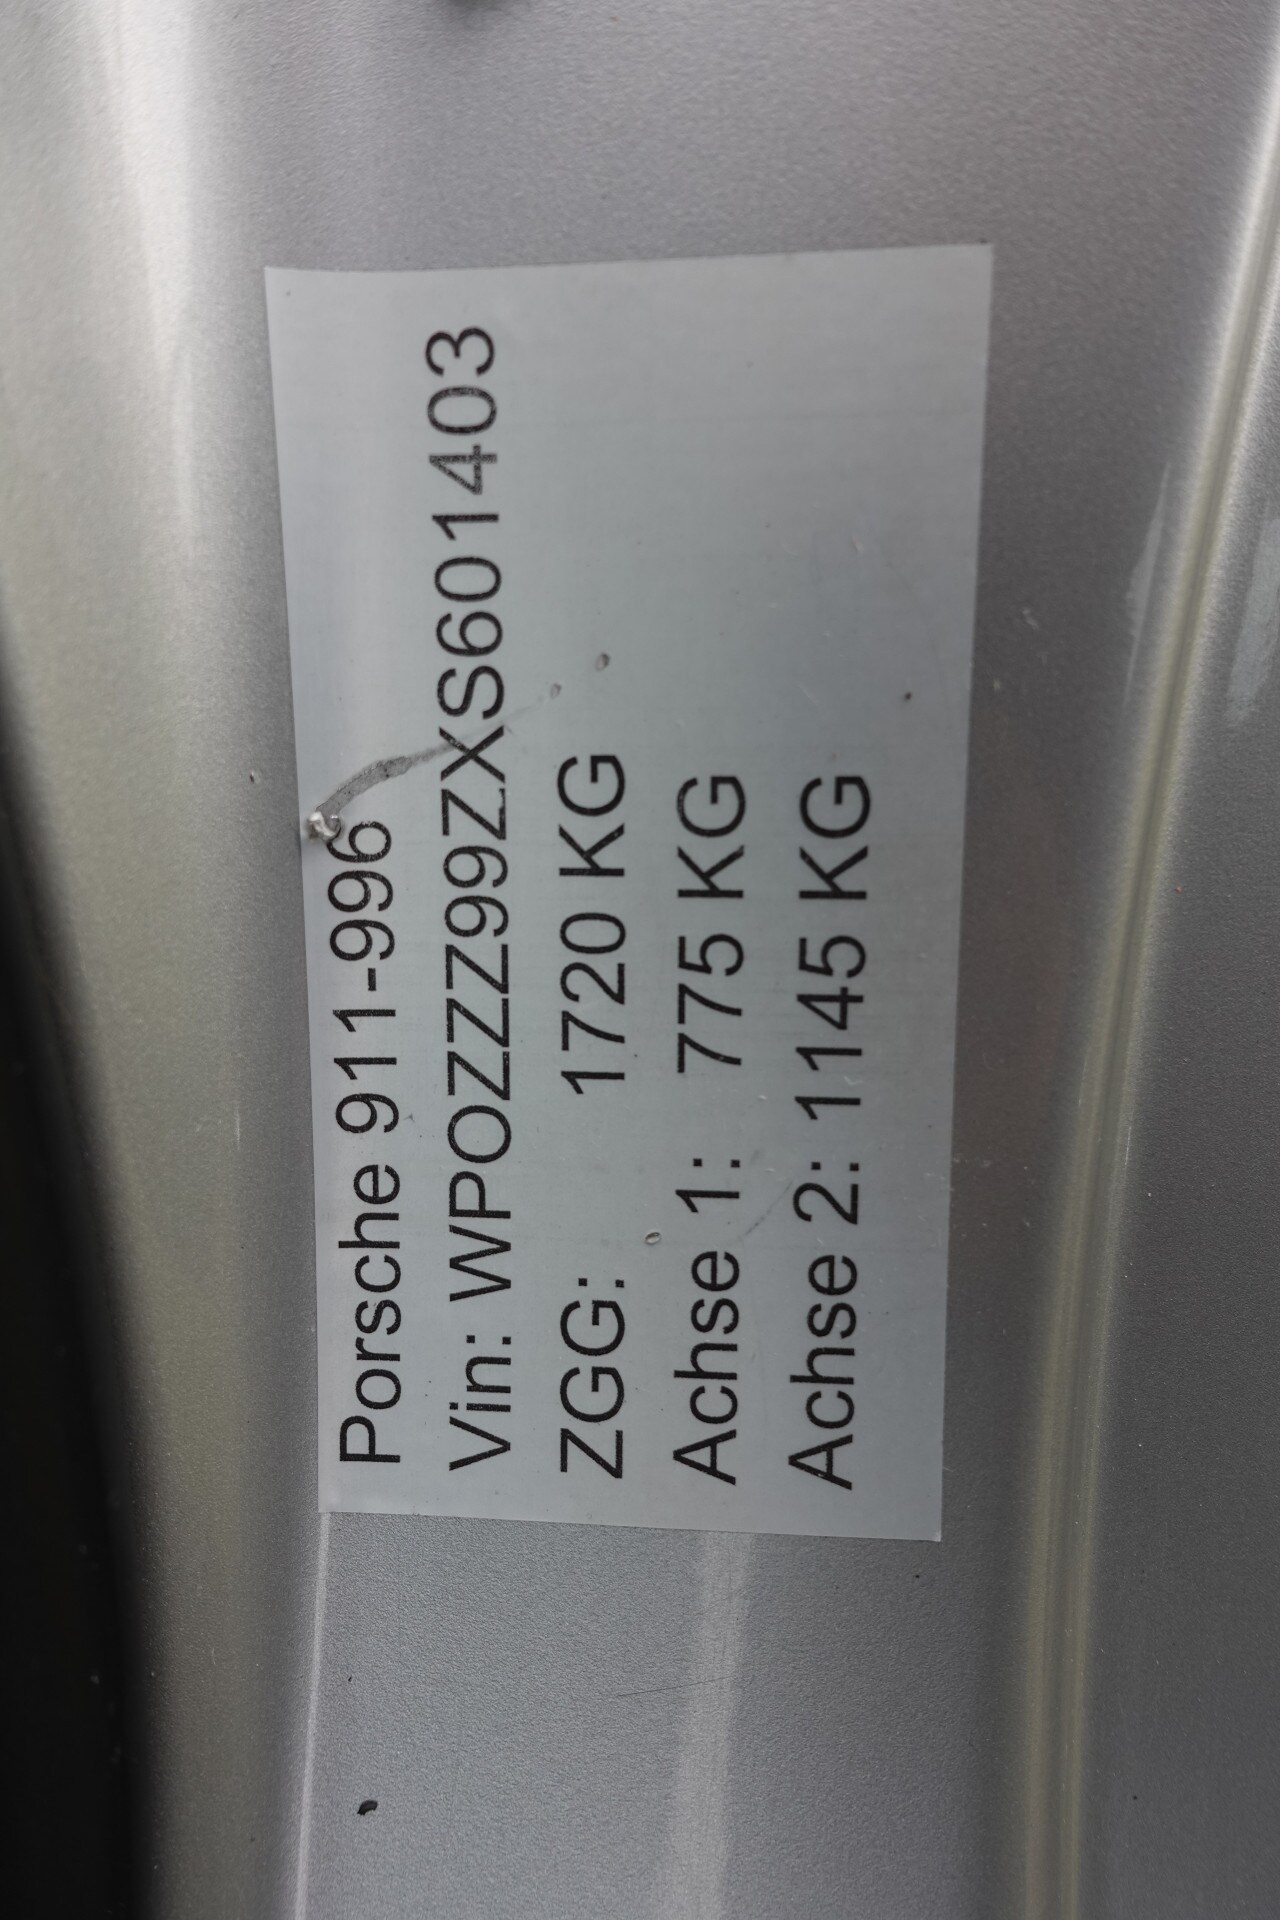 Porsche 911-996
Vin: WPOZZZ99ZXS601403
ZGG: 1720 KG
Achse 1: 775 KG
Achse 2: 1145 KG